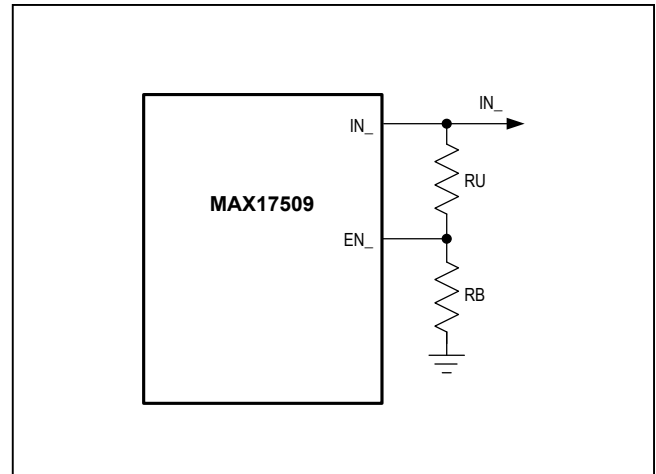 IN_
IN_
RU
MAX17509
EN_
RB